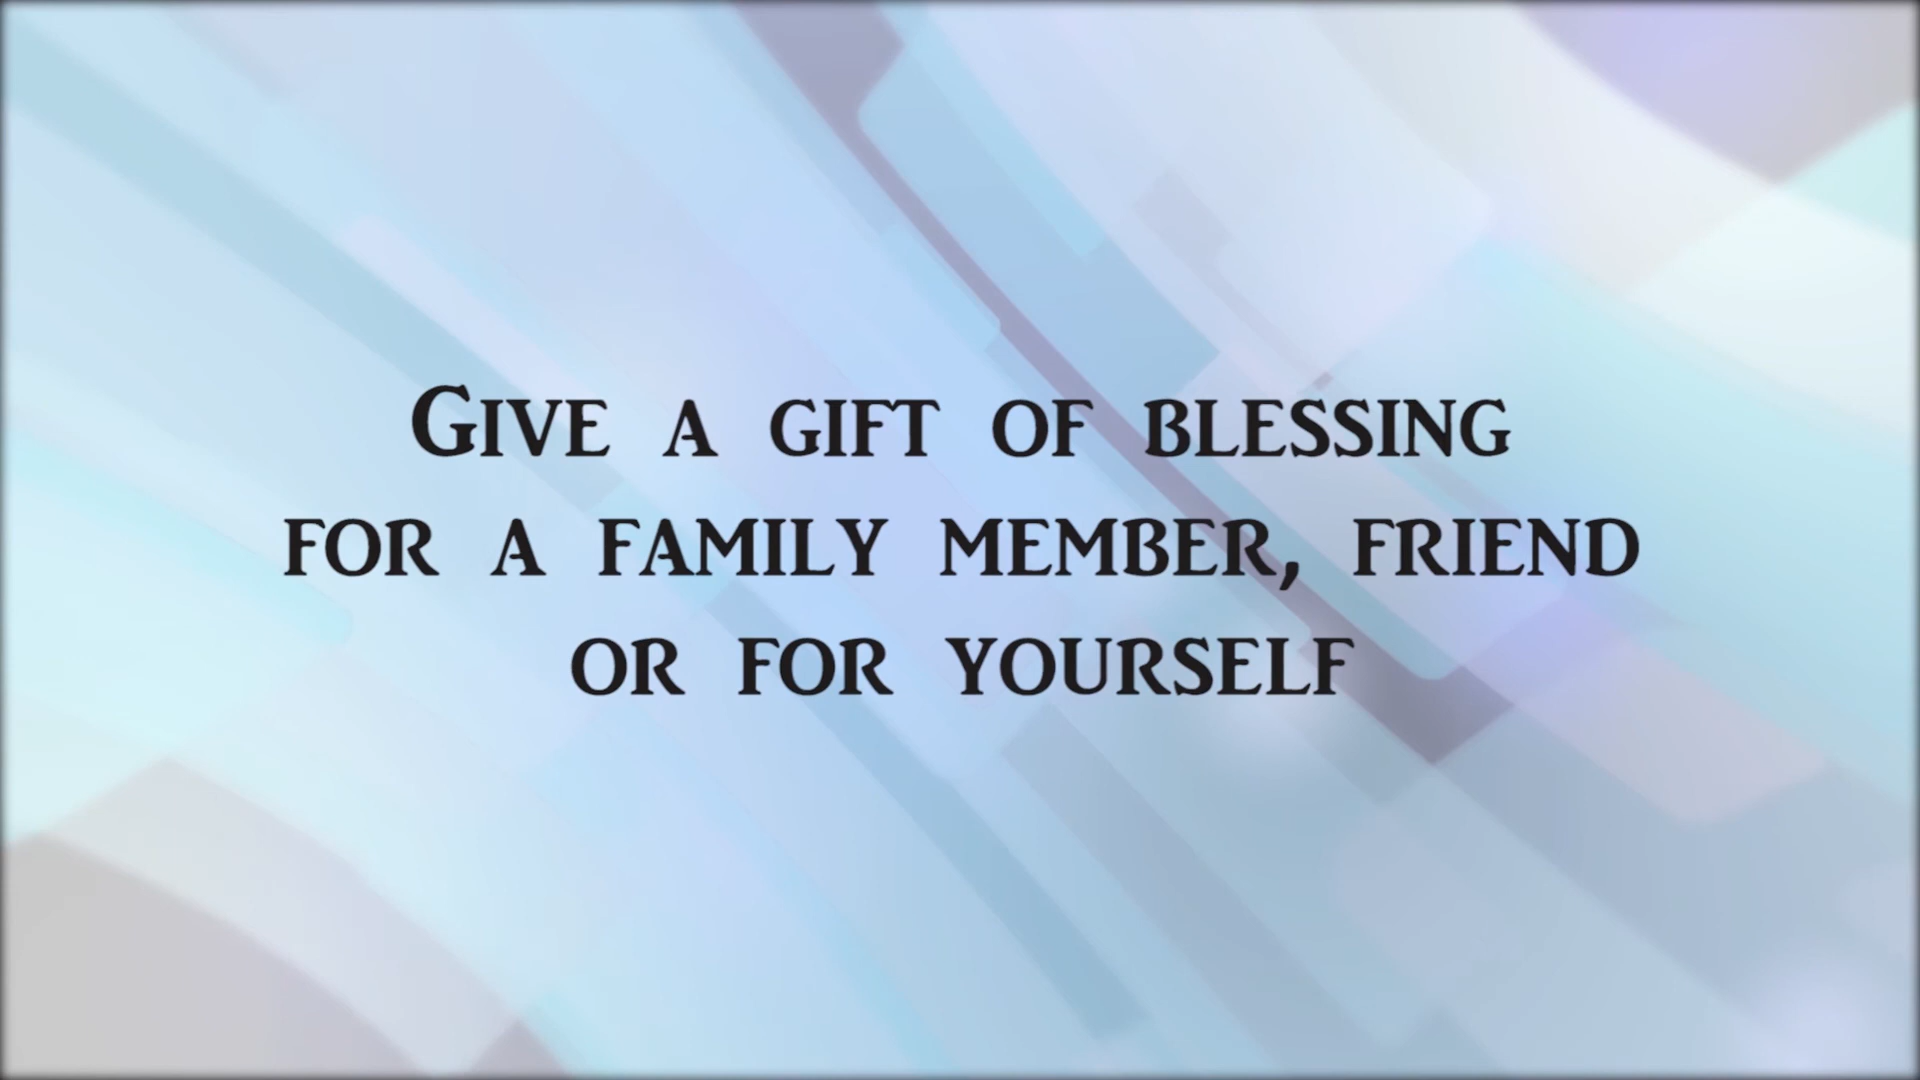 Give a gift of blessing
for a family member, friend
or for yourself